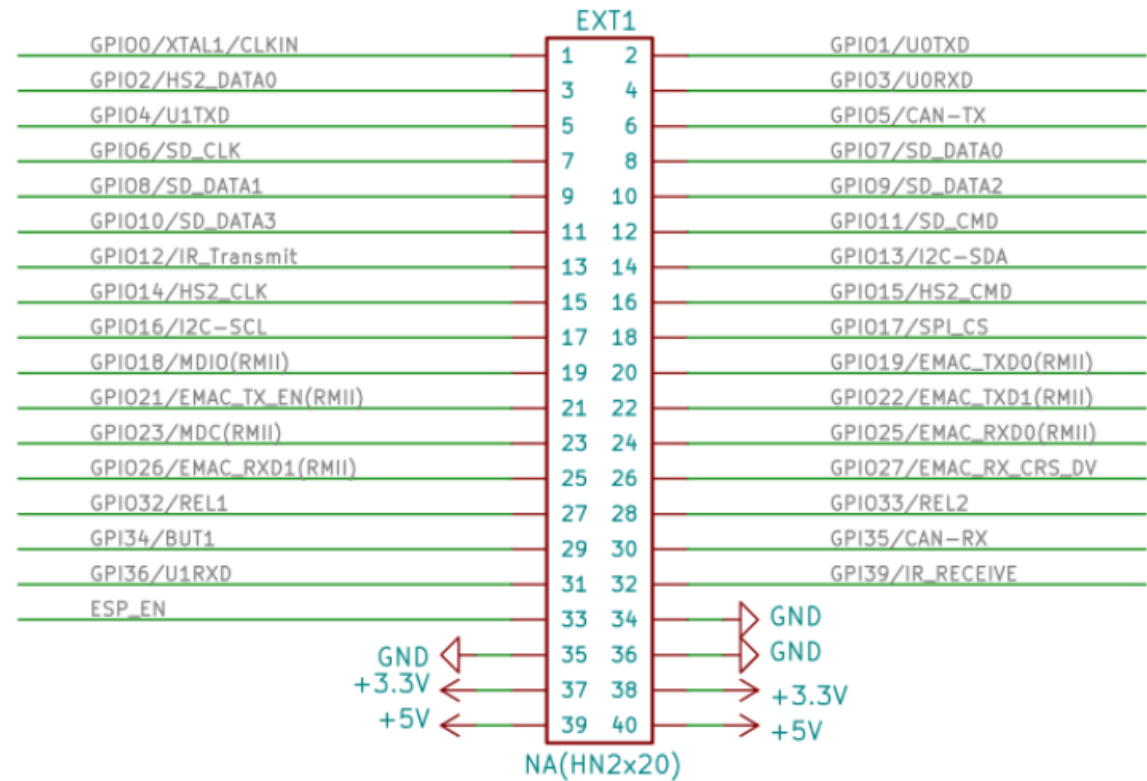 EXT1
GPIO0/XTAL1/CLKIN 1 2 GPIO1/U0TXD
GPIO2/HS2_DATA0 3 4 GPIO3/U0RXD
GPIO4/U1TXD 5 6 GPIO5/CAN-TX
GPIO6/SD_CLK 7 8 GPIO7/SD_DATA0
GPIO8/SD_DATA1 9 10 GPIO9/SD_DATA2
GPIO10/SD_DATA3 11 12 GPIO11/SD_CMD
GPIO12/IR_Transmit 13 14 GPIO13/I2C-SDA
GPIO14/HS2_CLK 15 16 GPIO15/HS2_CMD
GPIO16/I2C-SCL 17 18 GPIO17/SPI_CS
GPIO18/MDIO(RMII) 19 20 GPIO19/EMAC_TXD0(RMII)
GPIO21/EMAC_TX_EN(RMII) 21 22 GPIO22/EMAC_TXD1(RMII)
GPIO23/MDC(RMII) 23 24 GPIO25/EMAC_RXD0(RMII)
GPIO26/EMAC_RXD1(RMII) 25 26 GPIO27/EMAC_RX_CRS_DV
GPIO32/REL1 27 28 GPIO33/REL2
GPI34/BUT1 29 30 GPI35/CAN-RX
GPI36/U1RXD 31 32 GPI39/IR_RECEIVE
ESP_EN 33 34 GND
GND 35 36 GND
+3.3V 37 38 +3.3V
+5V 39 40 +5V
NA(HN2x20)